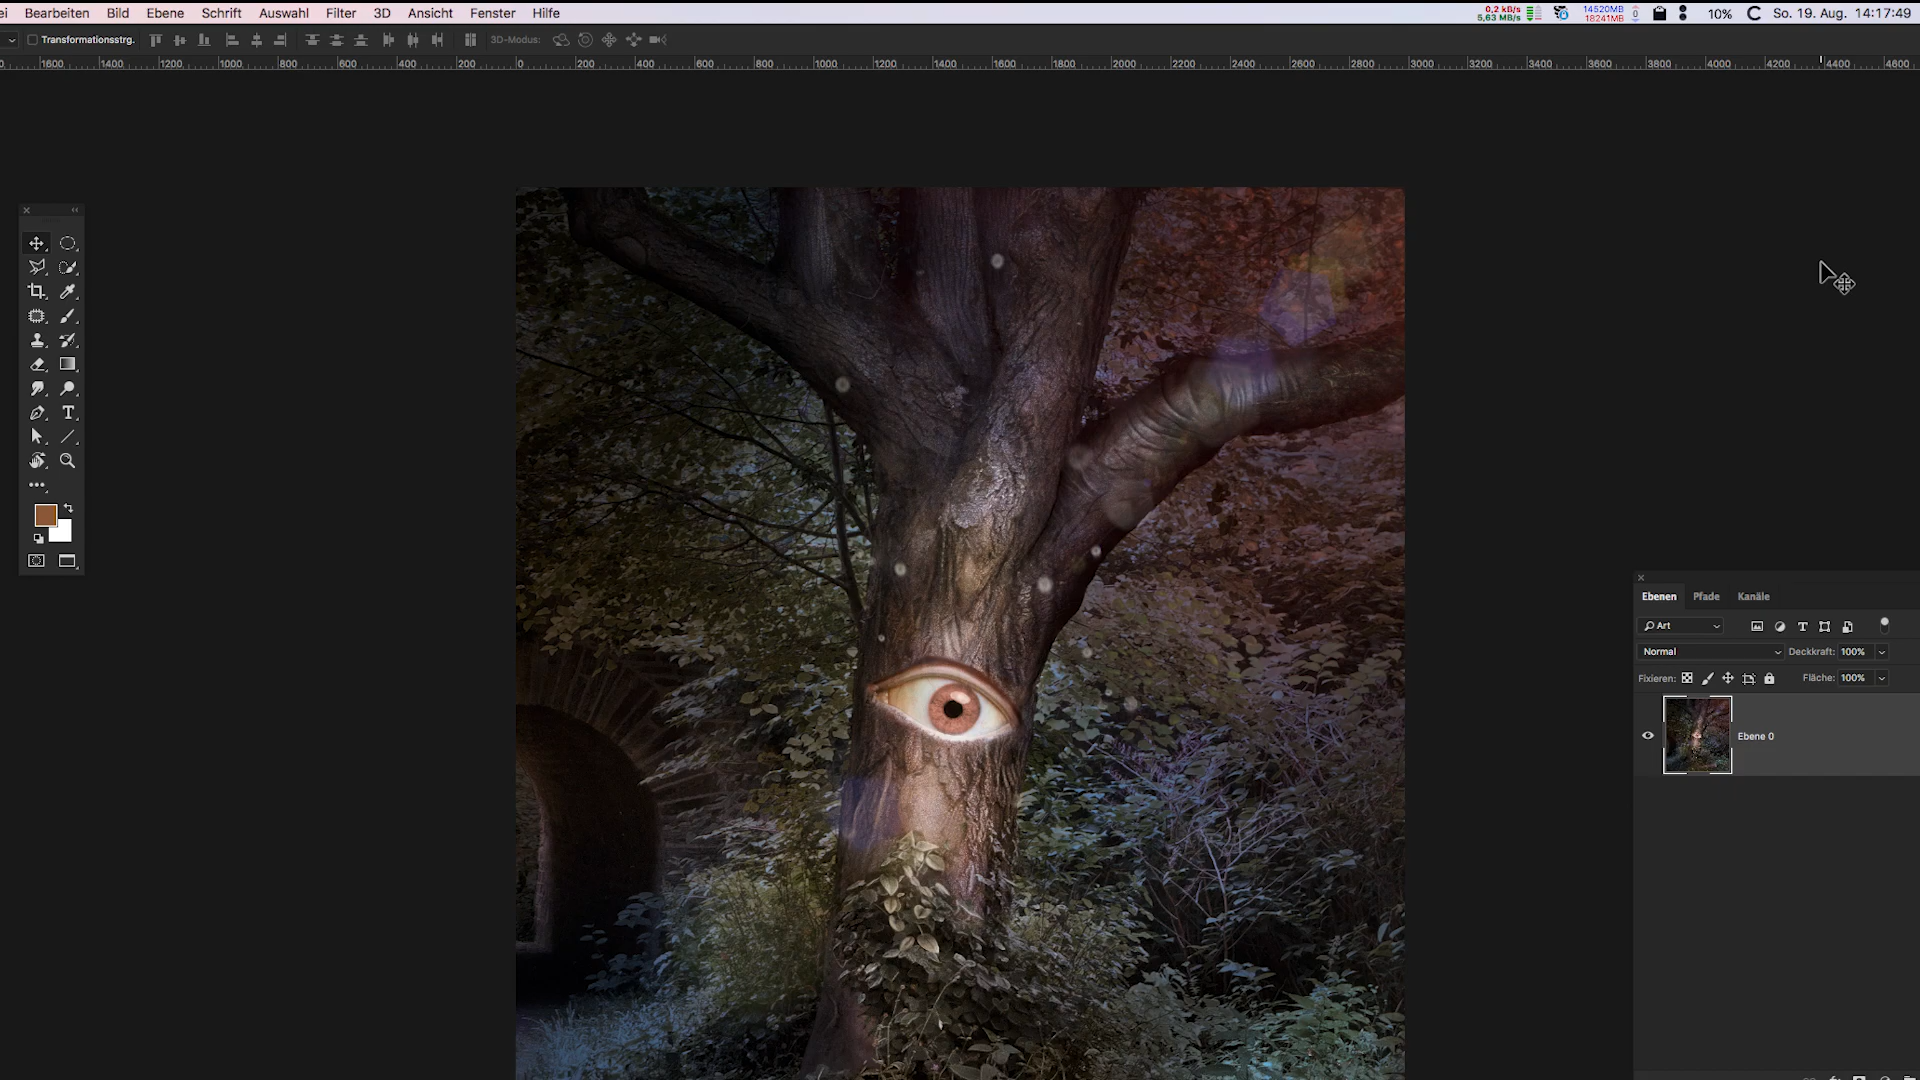 ei Bearbeiten Bild Ebene Schrift Auswahl Filter 3D Ansicht Fenster Hilfe
0,2 kB/s
5,63 MB/s
14520MB
18241MB
0
10%
So. 19. Aug. 14:17:49
Transformationsstrg.
3D-Modus:
1600 1400 1200 1000 800 600 400 200 0 200 400 600 800 1000 1200 1400 1600 1800 2000 2200 2400 2600 2800 3000 3200 3400 3600 3800 4000 4200 4400 4600
T
Ebenen Pfade Kanäle
Art
T
Normal
Deckkraft: 100%
Fixieren:
Fläche: 100%
Ebene 0